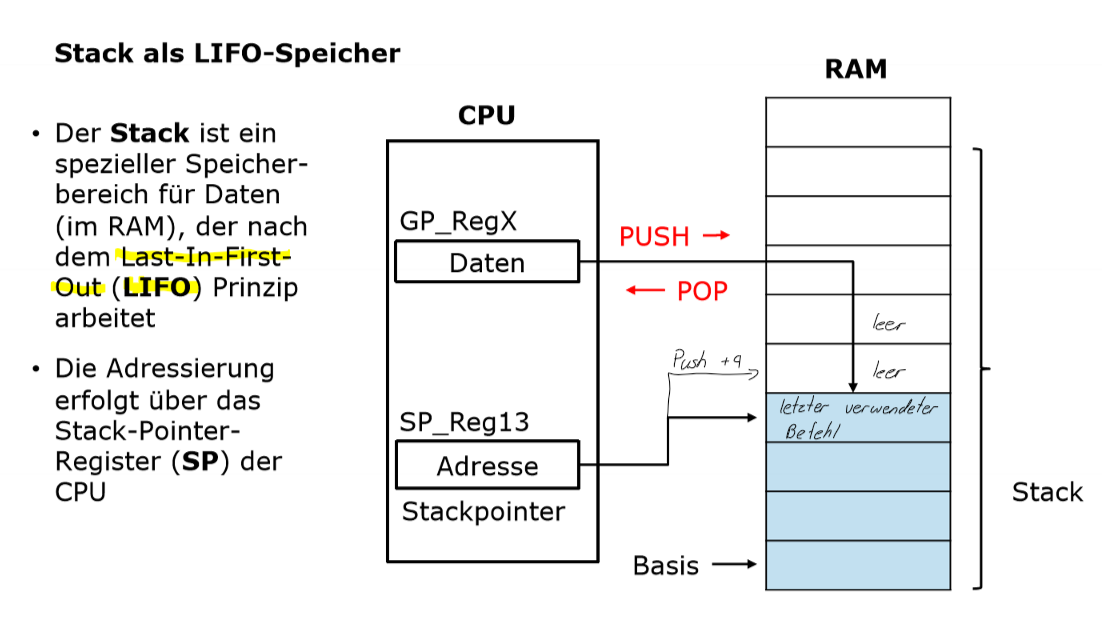 Stack als LIFO-Speicher
• Der Stack ist ein
spezieller Speicher-
bereich für Daten
(im RAM), der nach
dem Last-In-First-
Out (LIFO) Prinzip
arbeitet
• Die Adressierung
erfolgt über das
Stack-Pointer-
Register (SP) der
CPU
CPU
GP_RegX
Daten
SP_Reg13
Adresse
Stackpointer
PUSH →
← POP
Push
Basis
RAM
leer
leer
letzter verwendeter
Befehl
Stack